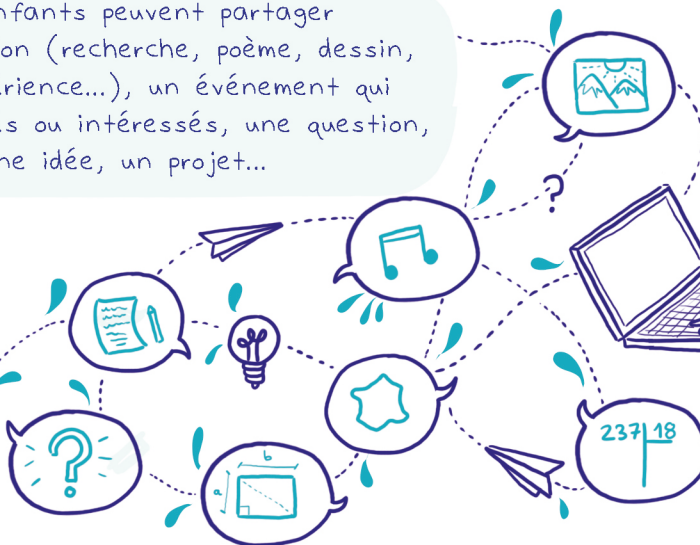 nfants peuvent partager
on (recherche, poème, dessin,
rience...), un événement qui
s ou intéressés, une question,
ne idée, un projet...
?
237 18
?
b
a